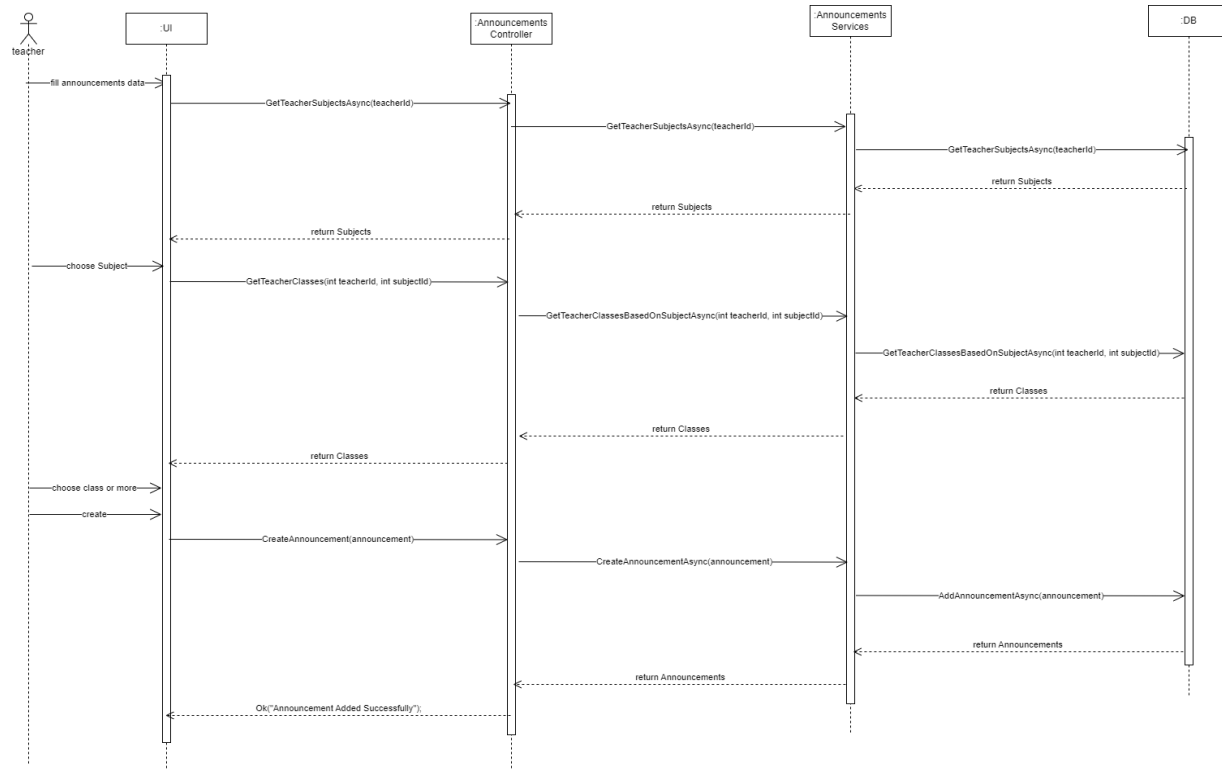 teacher
:UI
:Announcements
Controller
:Announcements
Services
:DB
fill announcements data
GetTeacherSubjectsAsync(teacherId)
GetTeacherSubjectsAsync(teacherId)
GetTeacherSubjectsAsync(teacherId)
return Subjects
return Subjects
return Subjects
choose Subject
GetTeacherClasses(int teacherId, int subjectId)
GetTeacherClassesBasedOnSubjectAsync(int teacherId, int subjectId)
GetTeacherClassesBasedOnSubjectAsync(int teacherId, int subjectId)
return Classes
return Classes
return Classes
choose class or more
create
CreateAnnouncement(announcement)
CreateAnnouncementAsync(announcement)
AddAnnouncementAsync(announcement)
return Announcements
return Announcements
Ok("Announcement Added Successfully");